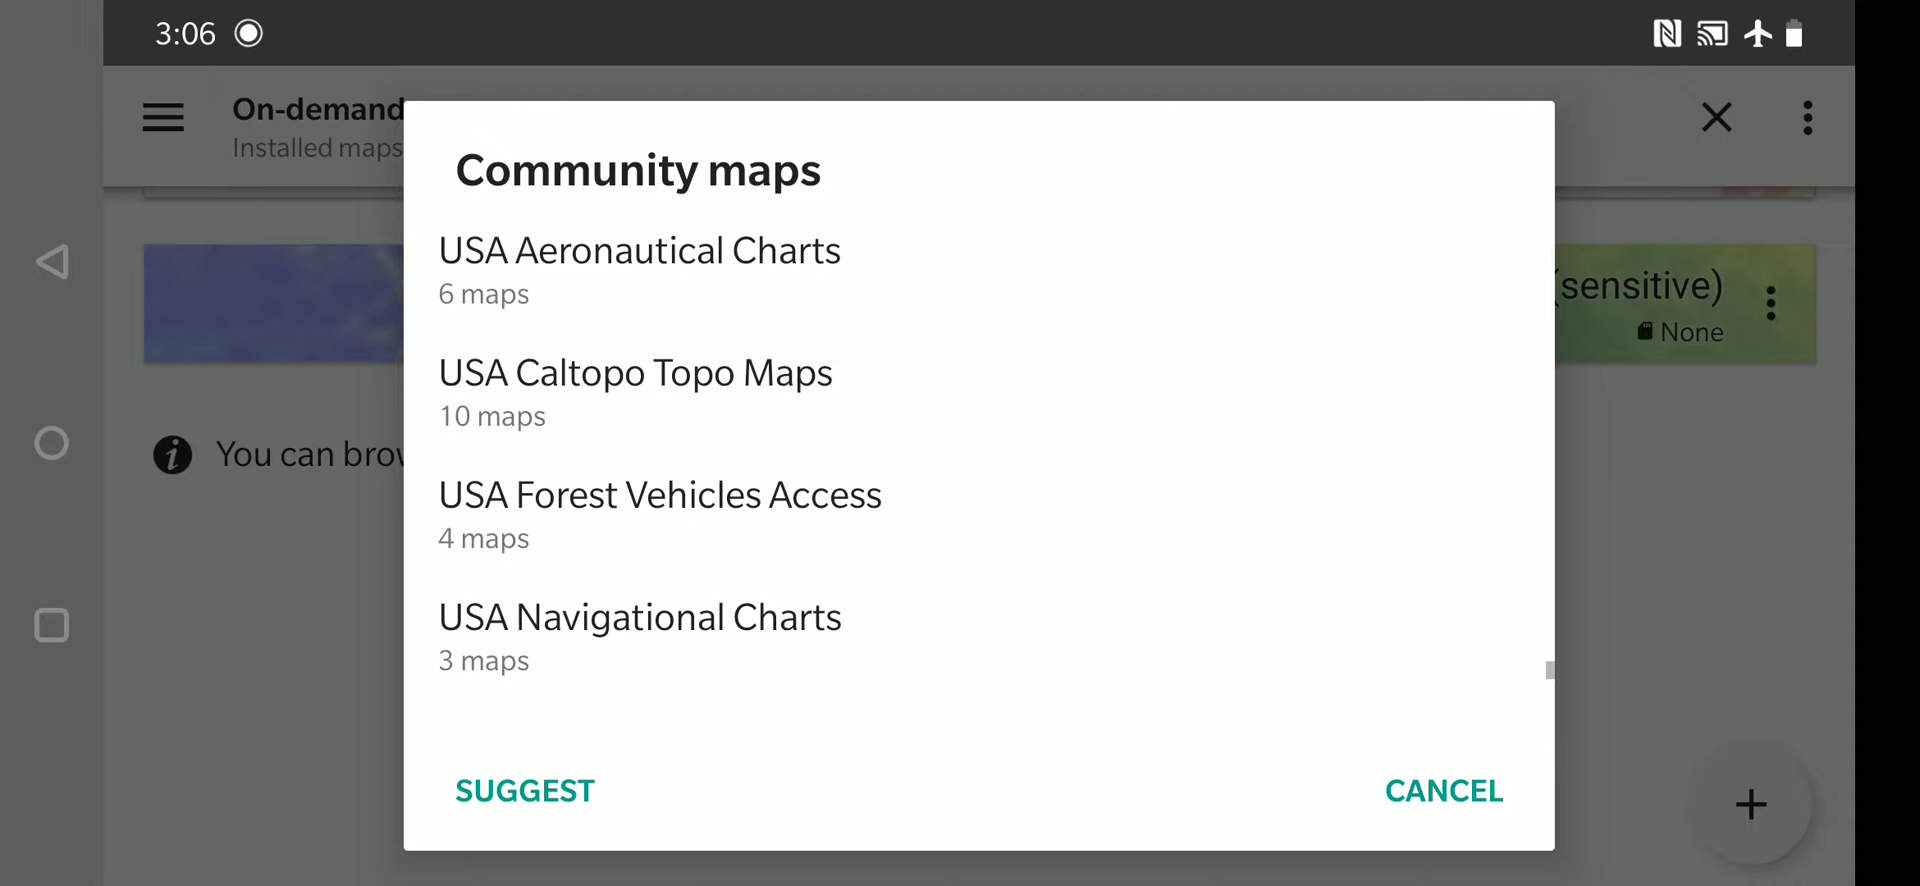 3:06
On-demand
Installed maps
Community maps
USA Aeronautical Charts
6 maps
USA Caltopo Topo Maps
10 maps
USA Forest Vehicles Access
4 maps
USA Navigational Charts
3 maps
SUGGEST
CANCEL
(sensitive)
None
You can brow